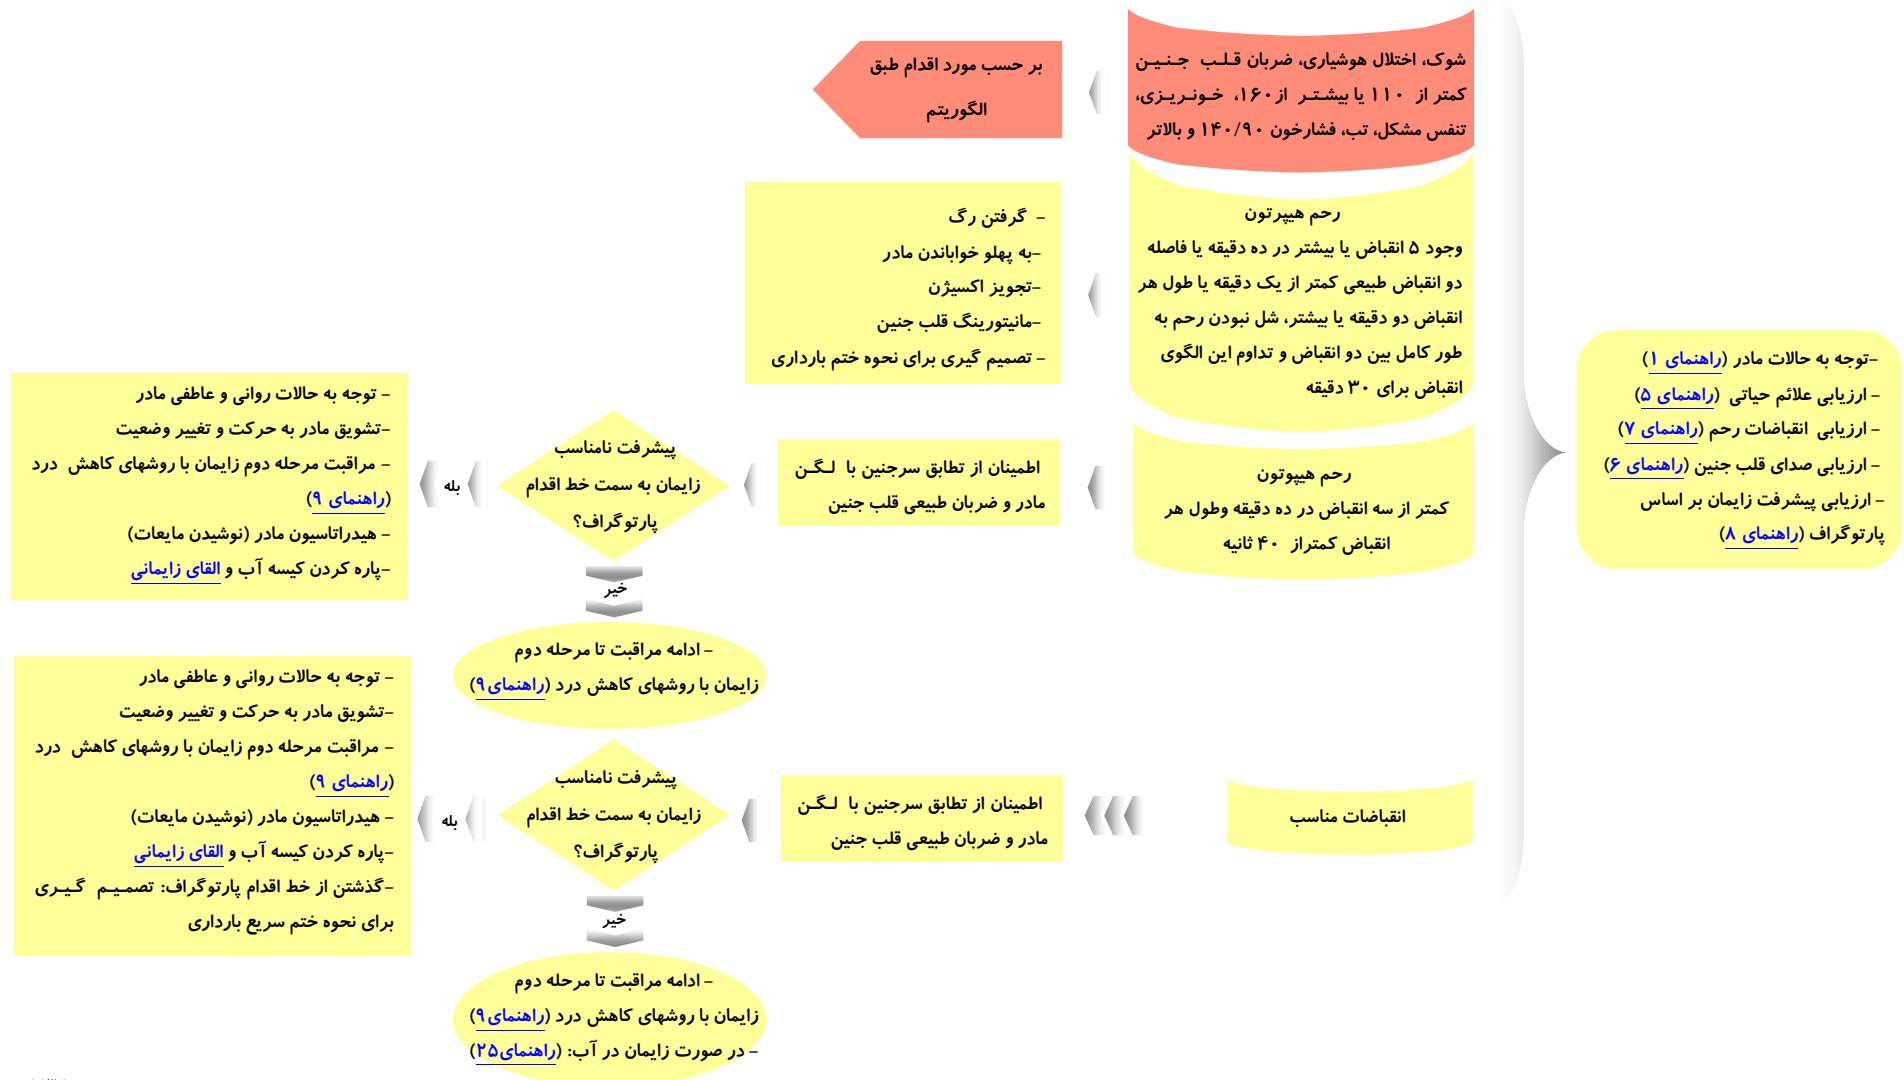 -توجه به حالات مادر (راهنمای ۱)
- ارزیابی علائم حیاتی (راهنمای ۵)
- ارزیابی انقباضات رحم (راهنمای ۷)
- ارزیابی صدای قلب جنین (راهنمای ۶)
- ارزیابی پیشرفت زایمان بر اساس
پارتوگراف (راهنمای ۸)
شوک، اختلال هوشیاری، ضربان قلب جنین
کمتر از ۱۱۰ یا بیشتر از۱۶۰، خونریزی،
تنفس مشکل، تب، فشارخون ۱۴۰/۹۰ و بالاتر
بر حسب مورد اقدام طبق
الگوریتم
رحم هیپرتون
وجود ۵ انقباض یا بیشتر در ده دقیقه یا فاصله
دو انقباض طبیعی کمتر از یک دقیقه یا طول هر
انقباض دو دقیقه یا بیشتر، شل نبودن رحم به
طور کامل بین دو انقباض و تداوم این الگوی
انقباض برای ۳۰ دقیقه
- گرفتن رگ
-به پهلو خواباندن مادر
-تجویز اکسیژن
-مانیتورینگ قلب جنین
- تصمیم گیری برای نحوه ختم بارداری
رحم هیپوتون
کمتر از سه انقباض در ده دقیقه وطول هر
انقباض کمتراز ۴۰ ثانیه
اطمینان از تطابق سرجنین با لگن
مادر و ضربان طبیعی قلب جنین
پیشرفت نامناسب
زایمان به سمت خط اقدام
پارتوگراف؟
بله
- توجه به حالات روانی و عاطفی مادر
-تشویق مادر به حرکت و تغییر وضعیت
- مراقبت مرحله دوم زایمان با روشهای کاهش درد
(راهنمای ۹)
- هیدراتاسیون مادر (نوشیدن مایعات)
-پاره کردن کیسه آب و القای زایمانی
خیر
- ادامه مراقبت تا مرحله دوم
زایمان با روشهای کاهش درد (راهنمای۹)
انقباضات مناسب
اطمینان از تطابق سرجنین با لگن
مادر و ضربان طبیعی قلب جنین
پیشرفت نامناسب
زایمان به سمت خط اقدام
پارتوگراف؟
بله
- توجه به حالات روانی و عاطفی مادر
-تشویق مادر به حرکت و تغییر وضعیت
- مراقبت مرحله دوم زایمان با روشهای کاهش درد
(راهنمای ۹)
- هیدراتاسیون مادر (نوشیدن مایعات)
-پاره کردن کیسه آب و القای زایمانی
-گذشتن از خط اقدام پارتوگراف: تصمیم گیری
برای نحوه ختم سریع بارداری
خیر
- ادامه مراقبت تا مرحله دوم
زایمان با روشهای کاهش درد (راهنمای۹)
- در صورت زایمان در آب: (راهنمای۲۵)